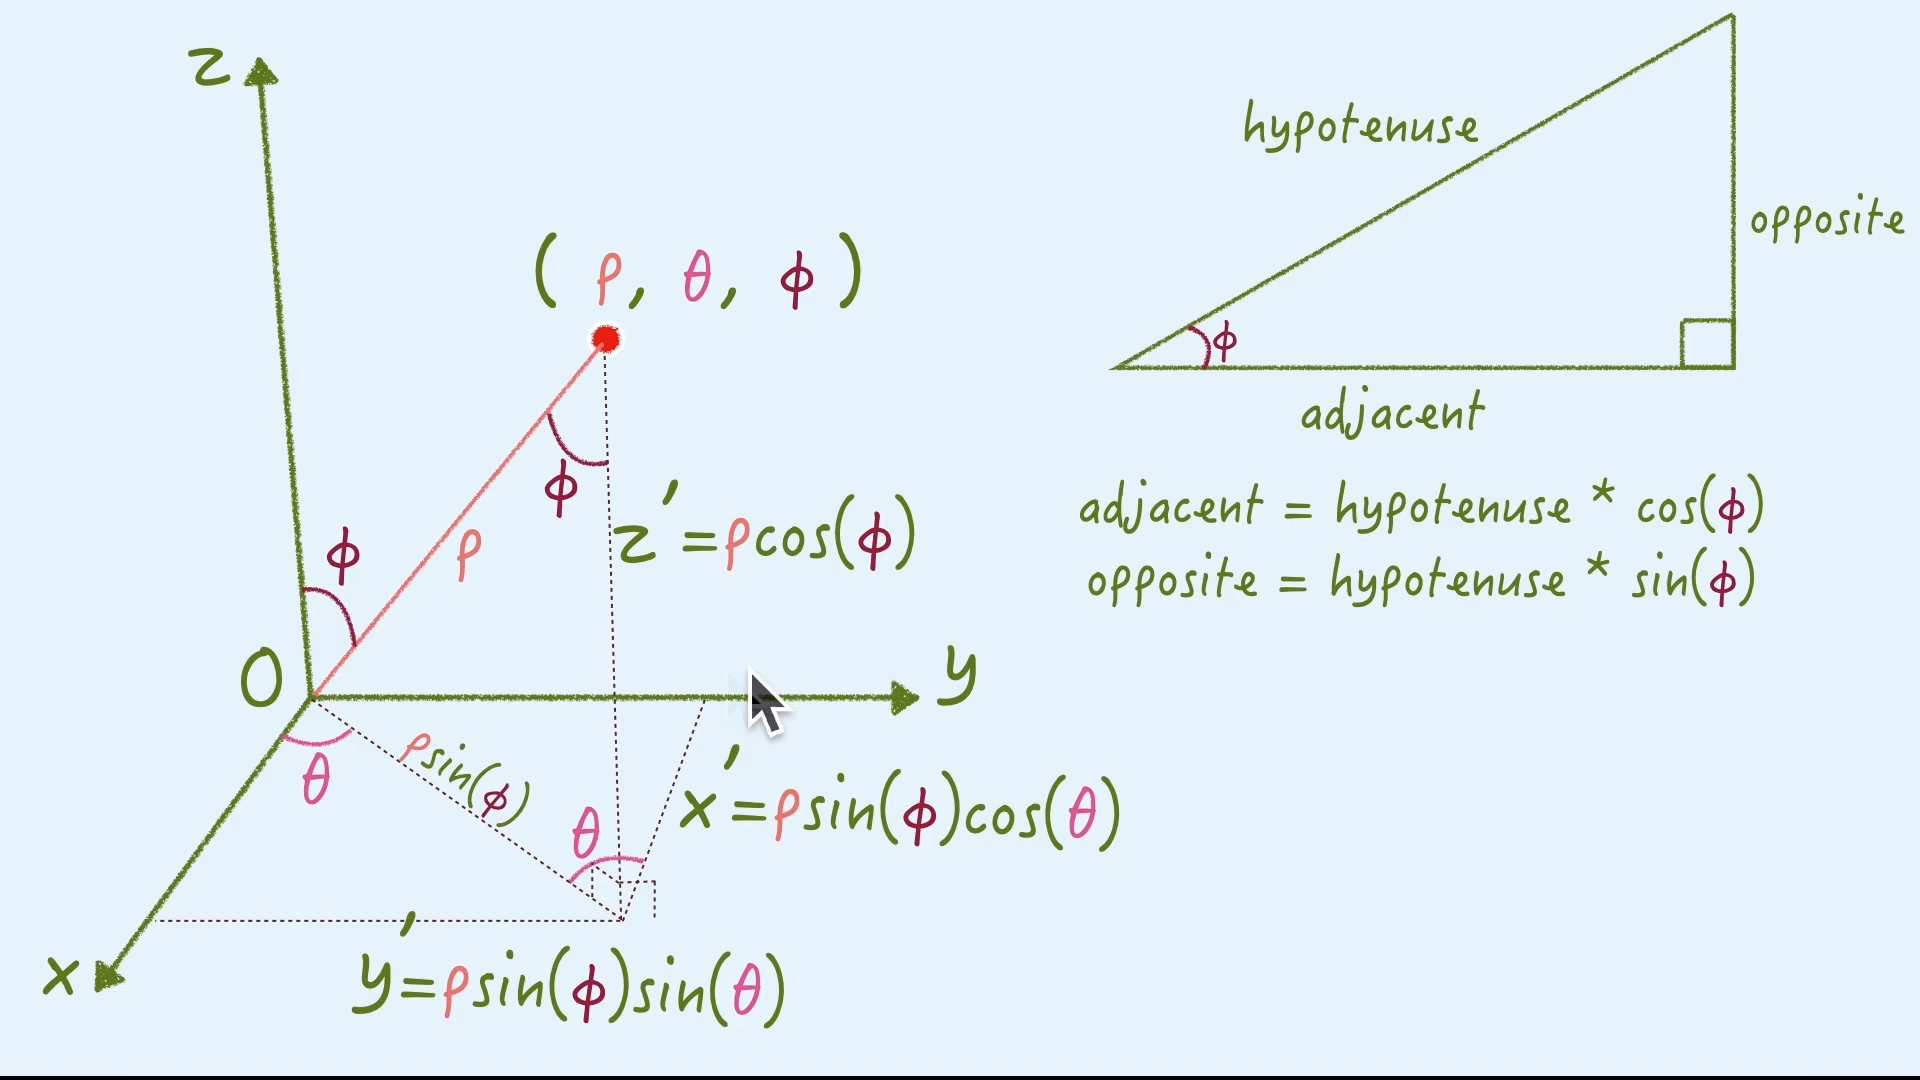 z
hypotenuse
opposite
( ρ, θ, ϕ )
ϕ
adjacent
ϕ
z'=ρcos(ϕ)
adjacent = hypotenuse * cos(ϕ)
opposite = hypotenuse * sin(ϕ)
ϕ
ρ
O
y
θ
ρsin(ϕ)
θ
x'=ρsin(ϕ)cos(θ)
x
y'=ρsin(ϕ)sin(θ)